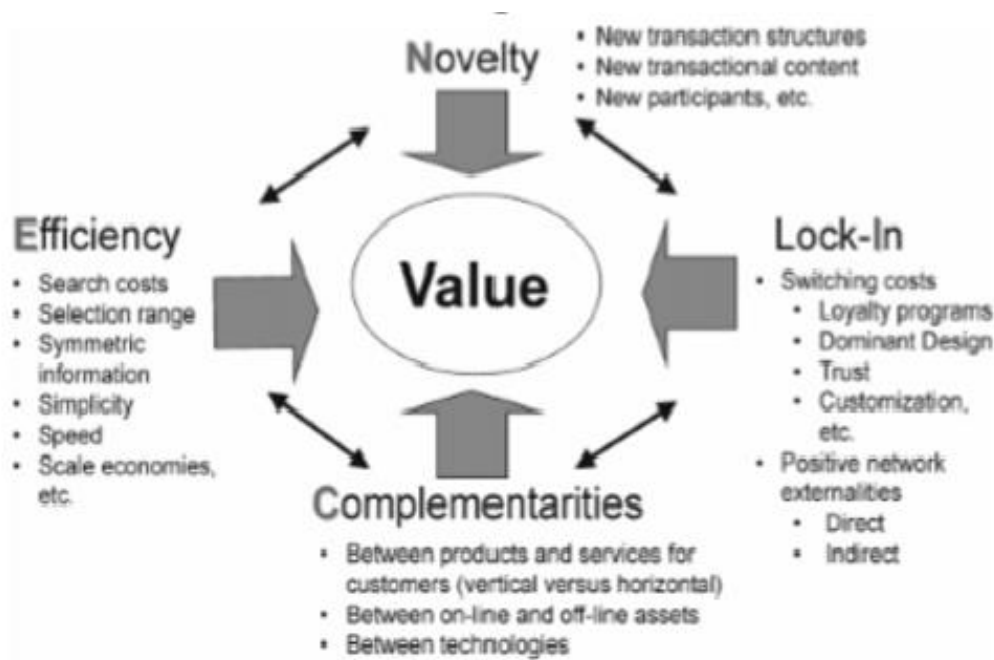 Novelty
• New transaction structures
• New transactional content
• New participants, etc.
Efficiency
• Search costs
• Selection range
• Symmetric
information
• Simplicity
• Speed
• Scale economies,
etc.
Value
Lock-In
• Switching costs
• Loyalty programs
• Dominant Design
• Trust
• Customization,
etc.
• Positive network
externalities
• Direct
• Indirect
Complementarities
• Between products and services for
customers (vertical versus horizontal)
• Between on-line and off-line assets
• Between technologies